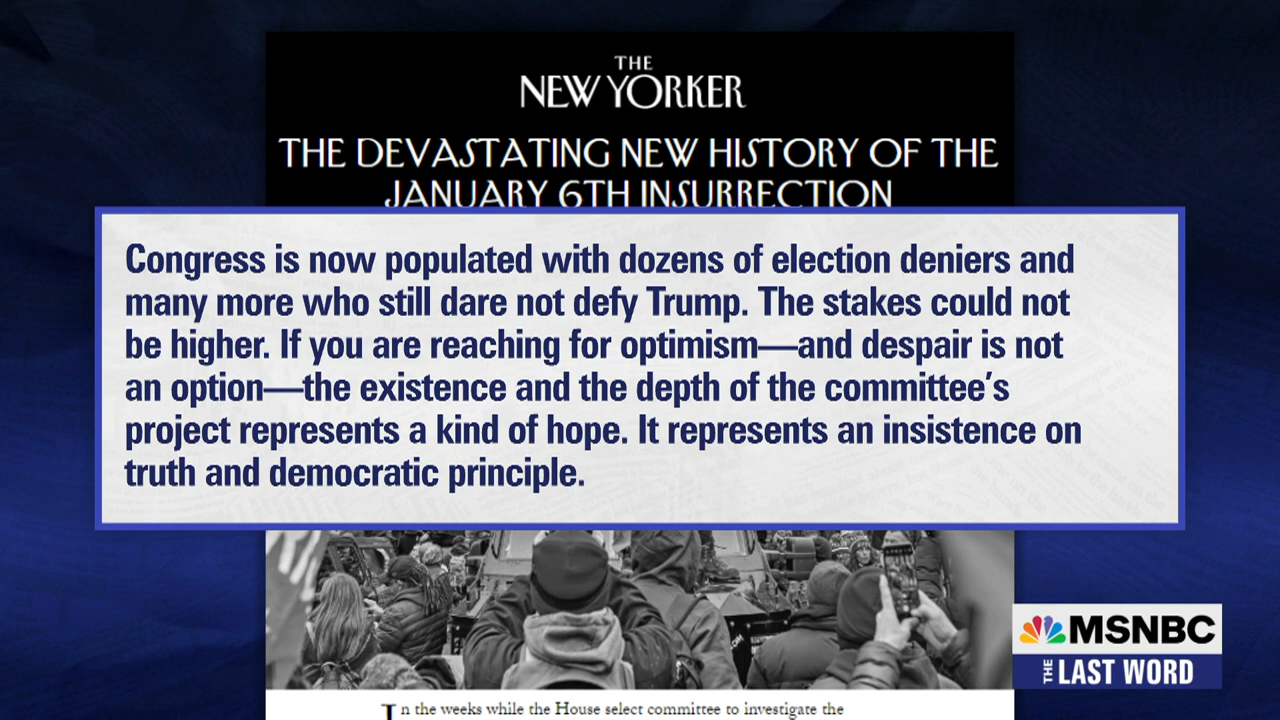 THE
NEW YORKER
THE DEVASTATING NEW HISTORY OF THE
JANUARY 6TH INSURRECTION
Congress is now populated with dozens of election deniers and
many more who still dare not defy Trump. The stakes could not
be higher. If you are reaching for optimism—and despair is not
an option—the existence and the depth of the committee’s
project represents a kind of hope. It represents an insistence on
truth and democratic principle.
In the weeks while the House select committee to investigate the
MSNBC
THE LAST WORD